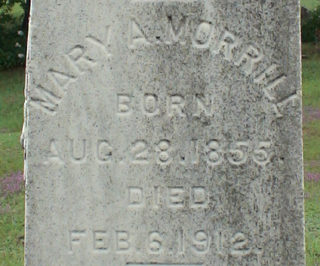 MARY A. MORRILL
BORN
AUG. 28. 1855.
DIED
FEB. 6. 1912.